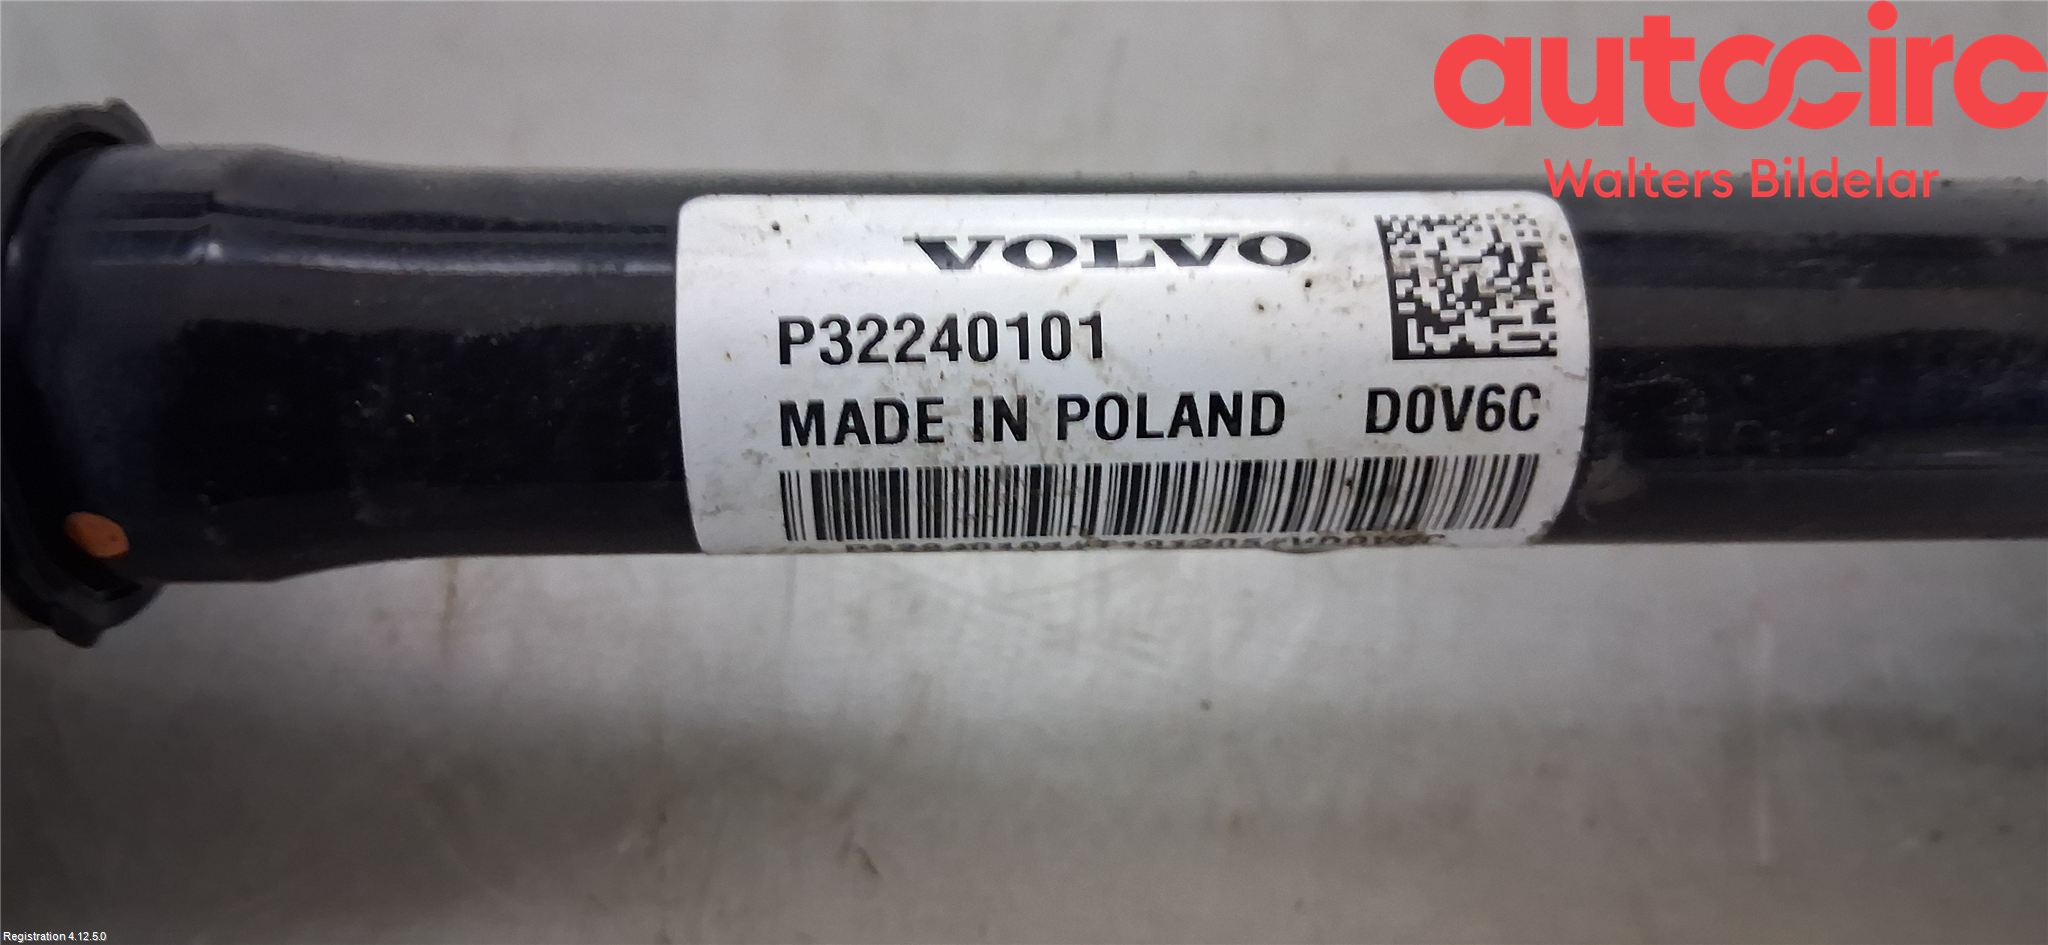 autocirc
Walters Bildelar
VOLVO
P32240101
MADE IN POLAND D0V6C
Registration 4.12.5.0